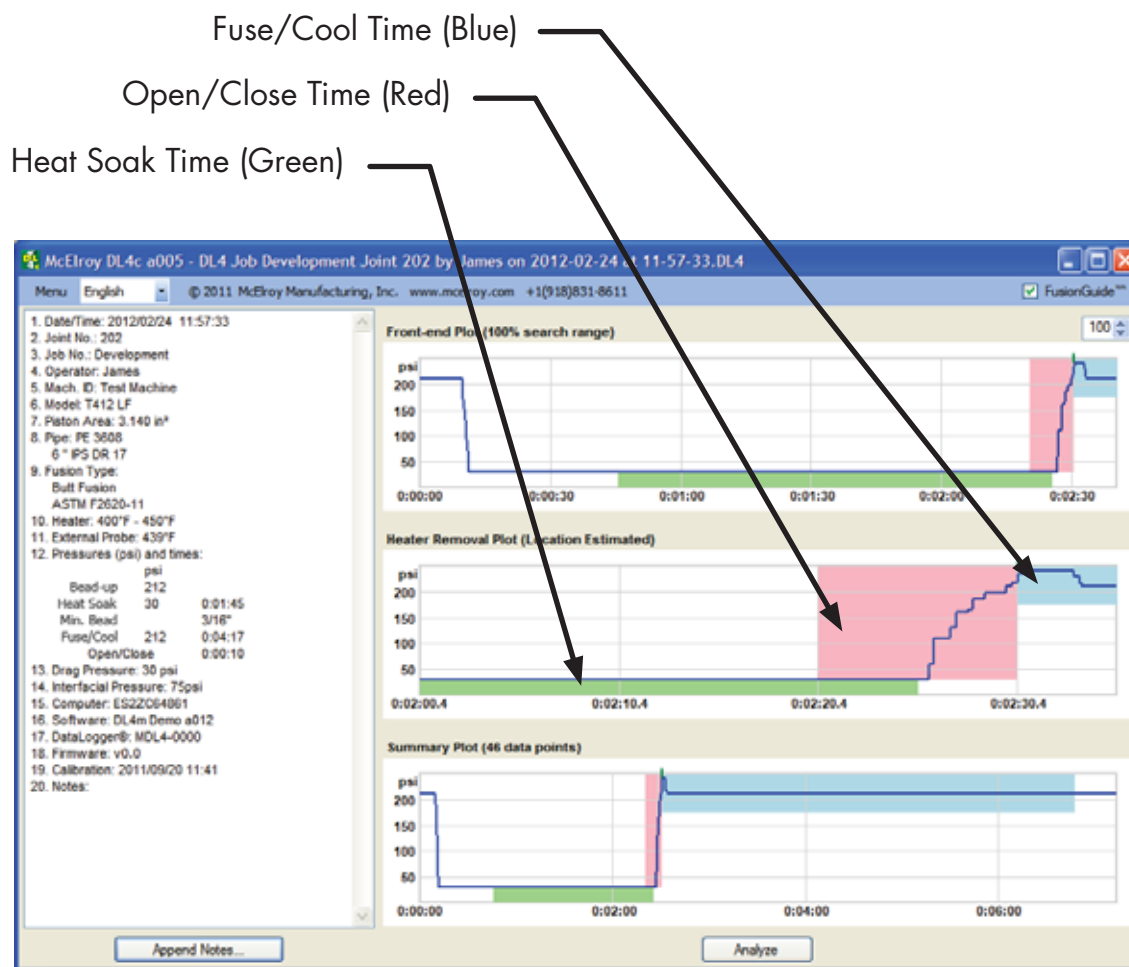 Fuse/Cool Time (Blue)
Open/Close Time (Red)
Heat Soak Time (Green)
McElroy DL4c a005 - DL4 Job Development Joint 202 by James on 2012-02-24 at 11-57-33.DL4
Menu English © 2011 McElroy Manufacturing, Inc. www.mcelroy.com +1(918)831-8611 FusionGuide™
1. Date/Time: 2012/02/24 11:57:33
2. Joint No.: 202
3. Job No.: Development
4. Operator: James
5. Mach. ID: Test Machine
6. Model: T412 LF
7. Piston Area: 3.140 in²
8. Pipe: PE 3608
6 " IPS DR 17
9. Fusion Type:
Butt Fusion
ASTM F2620-11
10. Heater: 400°F - 450°F
11. External Probe: 439°F
12. Pressures (psi) and times:
psi
Bead-up 212
Heat Soak 30 0:01:45
Min. Bead 3/16"
Fuse/Cool 212 0:04:17
Open/Close 0:00:10
13. Drag Pressure: 30 psi
14. Interfacial Pressure: 75psi
15. Computer: ES2ZC64861
16. Software: DL4m Demo a012
17. DataLogger®: MDL4-0000
18. Firmware: v0.0
19. Calibration: 2011/09/20 11:41
20. Notes:
Append Notes...
Front-end Plot (100% search range) 100
psi
200
150
100
50
0:00:00 0:00:30 0:01:00 0:01:30 0:02:00 0:02:30
Heater Removal Plot (Location Estimated)
psi
200
150
100
50
0:02:00.4 0:02:10.4 0:02:20.4 0:02:30.4
Summary Plot (46 data points)
psi
200
150
100
50
0:00:00 0:02:00 0:04:00 0:06:00
Analyze